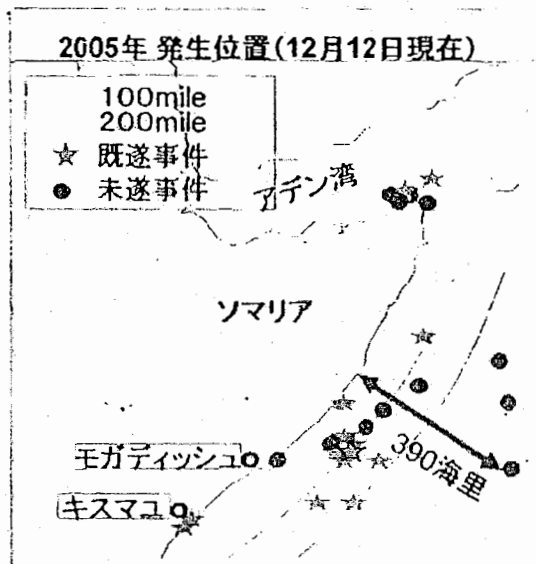 2005年 発生位置(12月12日現在)
100mile
200mile
既遂事件
未遂事件
アデン湾
ソマリア
390海里
モガディッシュ
キスマユ